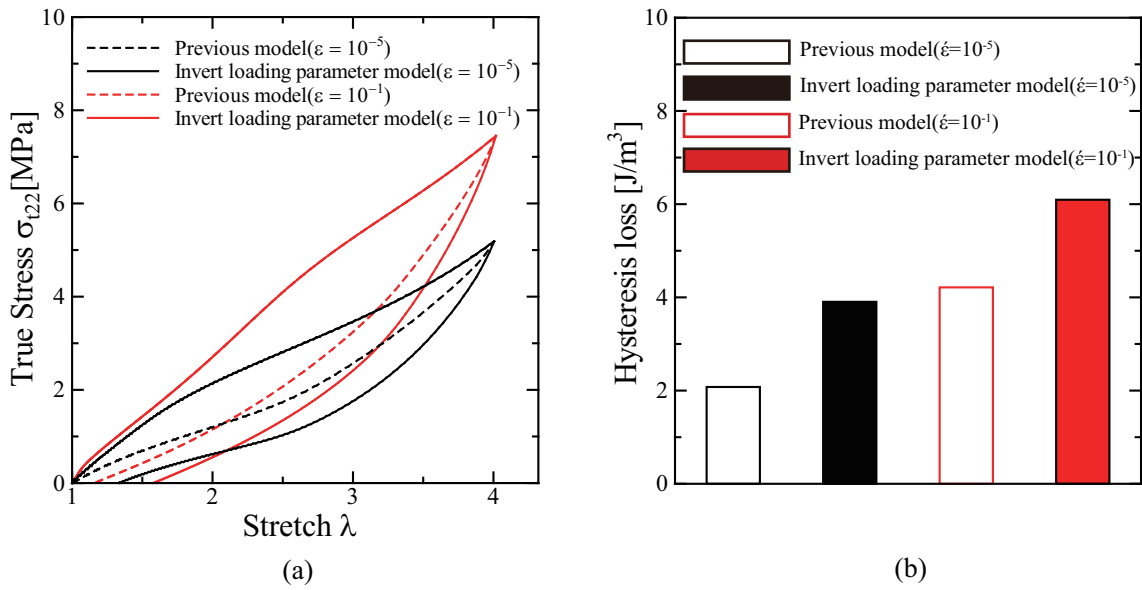 10
8
6
4
2
0
True Stress σt22[MPa]
Previous model(ε = 10⁻⁵)
Invert loading parameter model(ε = 10⁻⁵)
Previous model(ε = 10⁻¹)
Invert loading parameter model(ε = 10⁻¹)
1 2 3 4
Stretch λ
(a)
10
8
6
4
2
0
Hysteresis loss [J/m³]
Previous model(έ=10⁻⁵)
Invert loading parameter model(έ=10⁻⁵)
Previous model(έ=10⁻¹)
Invert loading parameter model(έ=10⁻¹)
(b)